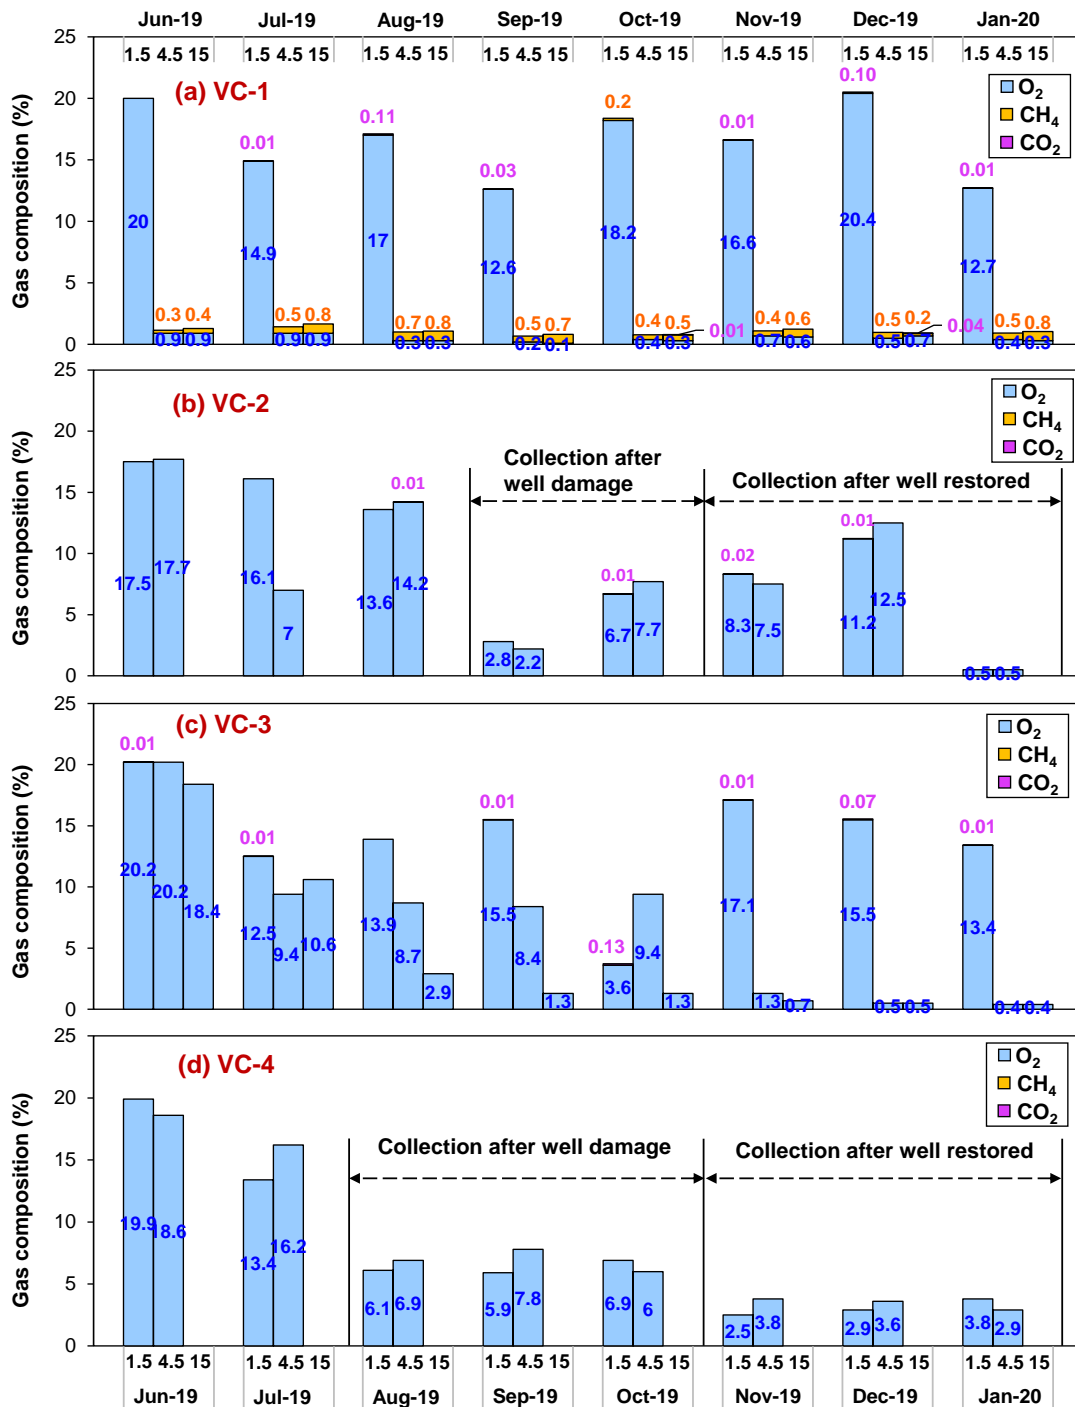 Jun-19 Jul-19 Aug-19 Sep-19 Oct-19 Nov-19 Dec-19 Jan-20
1.5 4.5 15 1.5 4.5 15 1.5 4.5 15 1.5 4.5 15 1.5 4.5 15 1.5 4.5 15 1.5 4.5 15 1.5 4.5 15
Gas composition (%)
25
20
15
10
5
0
(a) VC-1
O₂
CH₄
CO₂
0.01 0.11 0.03 0.2 0.01 0.10 0.01
20 14.9 17 12.6 18.2 16.6 20.4 12.7
0.3 0.4 0.5 0.8 0.7 0.8 0.5 0.7 0.4 0.5 0.01 0.4 0.6 0.5 0.2 0.04 0.5 0.8
0.9 0.9 0.9 0.9 0.3 0.3 0.2 0.1 0.4 0.3 0.7 0.6 0.5 0.7 0.4 0.3
Gas composition (%)
25
20
15
10
5
0
(b) VC-2
O₂
CH₄
CO₂
Collection after
well damage
Collection after well restored
0.01 0.01 0.02 0.01
17.5 17.7 16.1 7 13.6 14.2 2.8 2.2 6.7 7.7 8.3 7.5 11.2 12.5 0.5 0.5
Gas composition (%)
25
20
15
10
5
0
(c) VC-3
O₂
CH₄
CO₂
0.01 0.01 0.01 0.13 0.01 0.07 0.01
20.2 20.2 18.4 12.5 9.4 10.6 13.9 8.7 2.9 15.5 8.4 1.3 3.6 9.4 1.3 17.1 1.3 0.7 15.5 0.5 0.5 13.4 0.4 0.4
Gas composition (%)
25
20
15
10
5
0
(d) VC-4
O₂
CH₄
CO₂
Collection after well damage
Collection after well restored
19.9 18.6 13.4 16.2 6.1 6.9 5.9 7.8 6.9 6 2.5 3.8 2.9 3.6 3.8 2.9
1.5 4.5 15 1.5 4.5 15 1.5 4.5 15 1.5 4.5 15 1.5 4.5 15 1.5 4.5 15 1.5 4.5 15 1.5 4.5 15
Jun-19 Jul-19 Aug-19 Sep-19 Oct-19 Nov-19 Dec-19 Jan-20